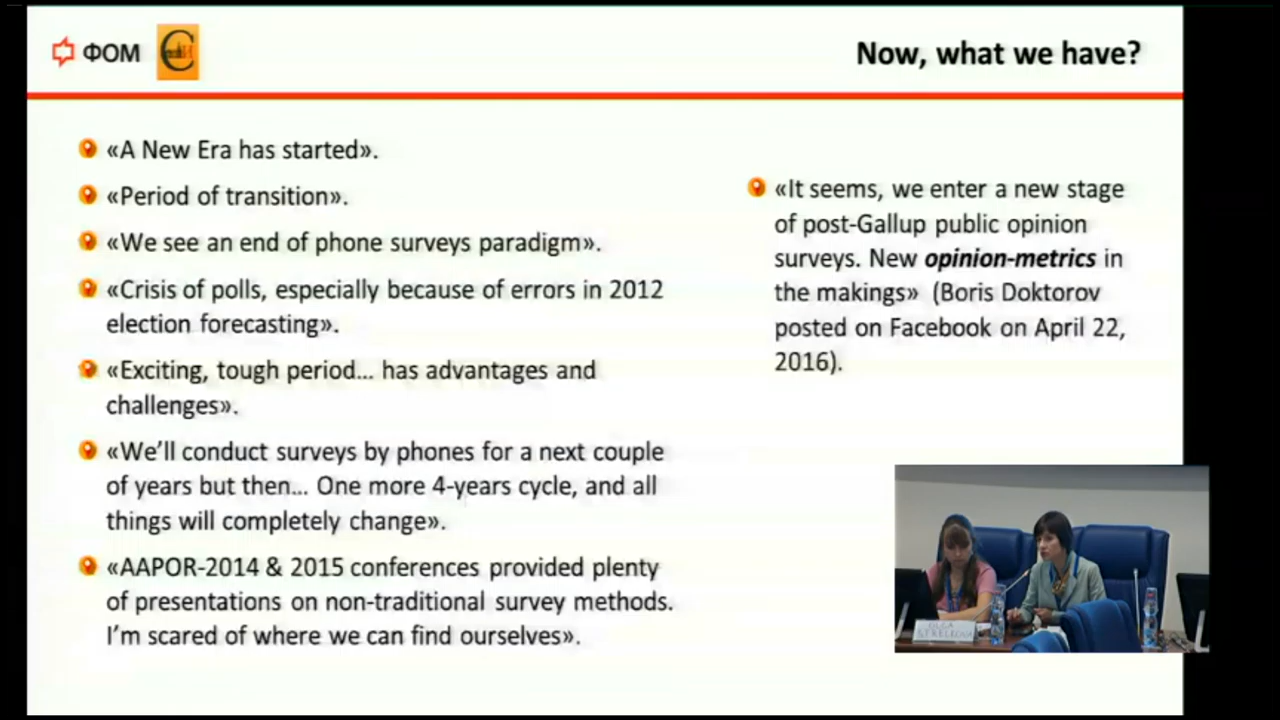 ФОМ
Now, what we have?
«A New Era has started».
«Period of transition».
«We see an end of phone surveys paradigm».
«Crisis of polls, especially because of errors in 2012
election forecasting».
«Exciting, tough period... has advantages and
challenges».
«We'll conduct surveys by phones for a next couple
of years but then... One more 4-years cycle, and all
things will completely change».
«AAPOR-2014 & 2015 conferences provided plenty
of presentations on non-traditional survey methods.
I'm scared of where we can find ourselves».
«It seems, we enter a new stage
of post-Gallup public opinion
surveys. New opinion-metrics in
the makings» (Boris Doktorov
posted on Facebook on April 22,
2016).
OLGA
STRELKOVA